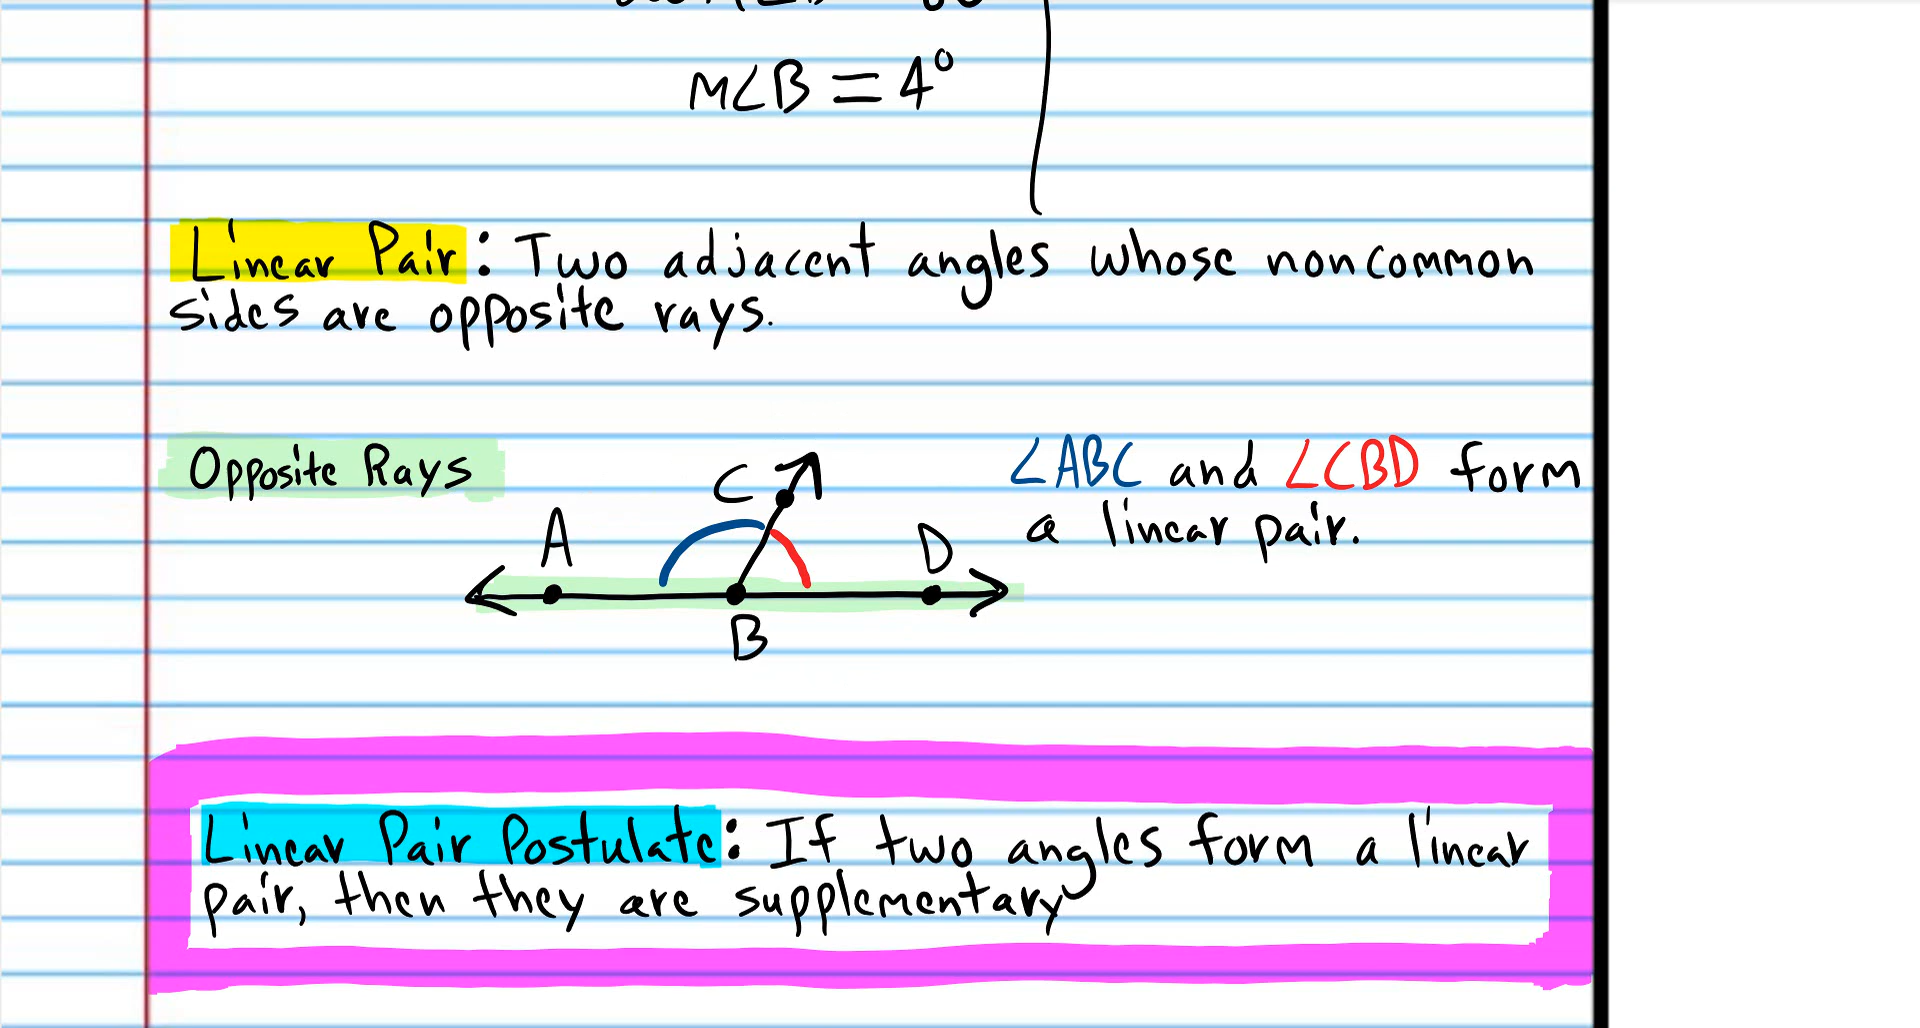 m∠B = 4°
Linear Pair: Two adjacent angles whose noncommon
sides are opposite rays.
Opposite Rays
C
A
D
B
∠ABC and ∠CBD form
a linear pair.
Linear Pair Postulate: If two angles form a linear
pair, then they are supplementary